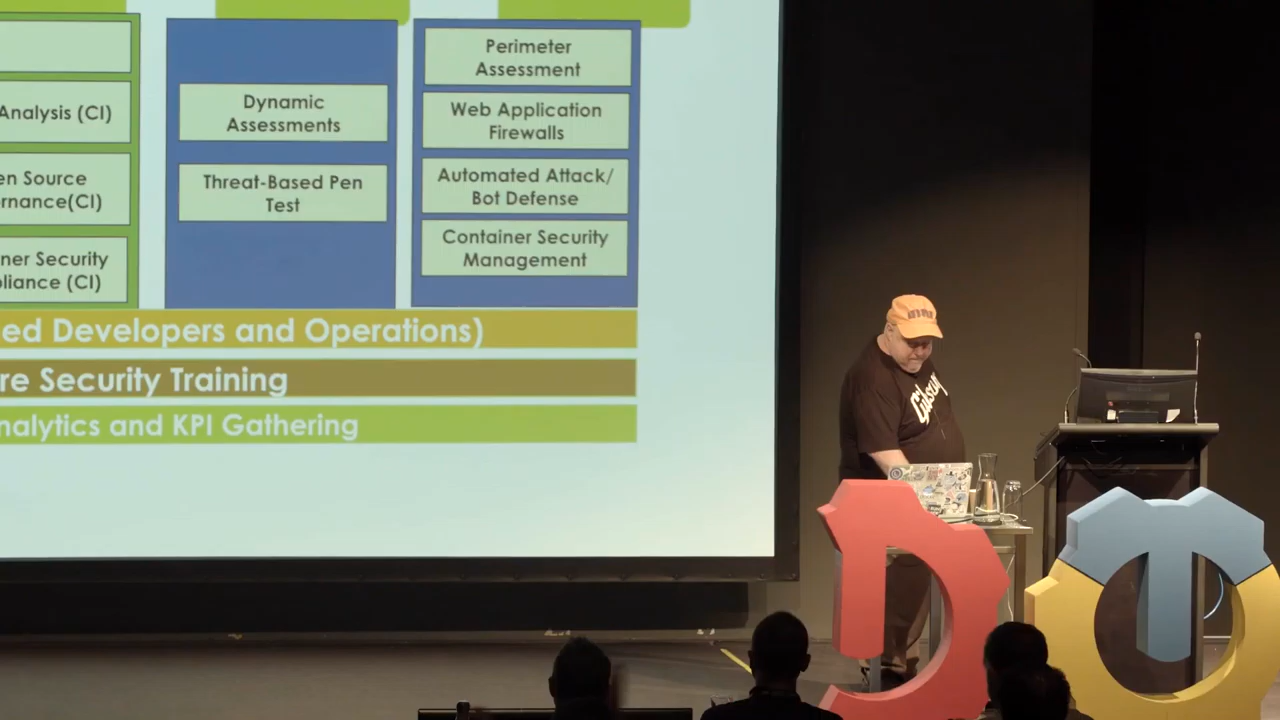 Analysis (CI)
en Source
rnance(CI)
ner Security
pliance (CI)
Dynamic
Assessments
Threat-Based Pen
Test
Perimeter
Assessment
Web Application
Firewalls
Automated Attack/
Bot Defense
Container Security
Management
ed Developers and Operations)
re Security Training
nalytics and KPI Gathering
Gibson